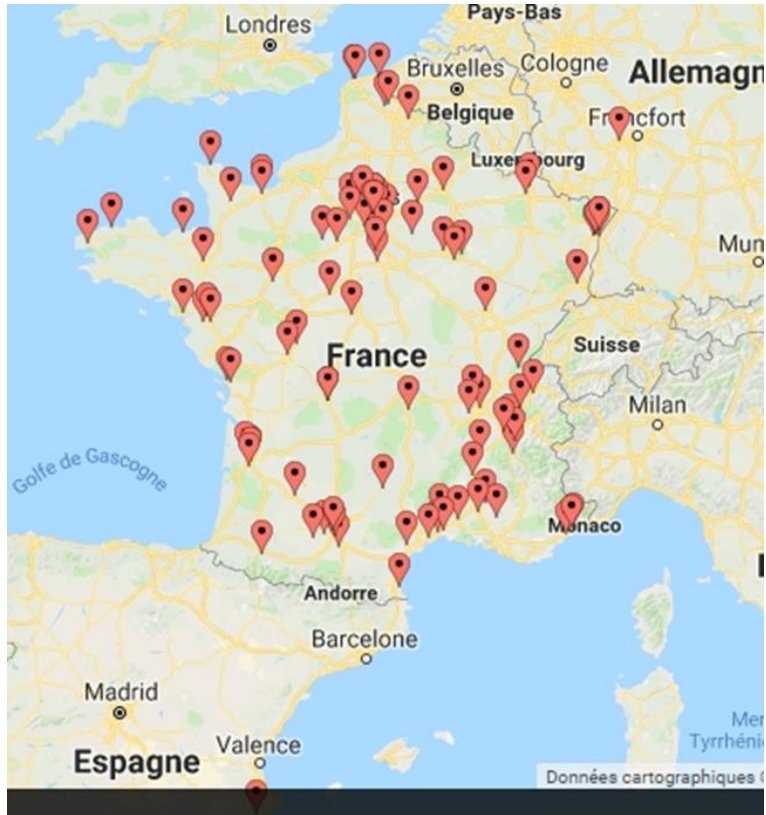 Pays-Bas
Londres
Bruxelles
Cologne
Allemagn
Belgique
Francfort
Luxembourg
Mun
France
Suisse
Milan
Golfe de Gascogne
Monaco
Andorre
Barcelone
Madrid
Mer
Tyrrhéni
Valence
Espagne
Données cartographiques ©